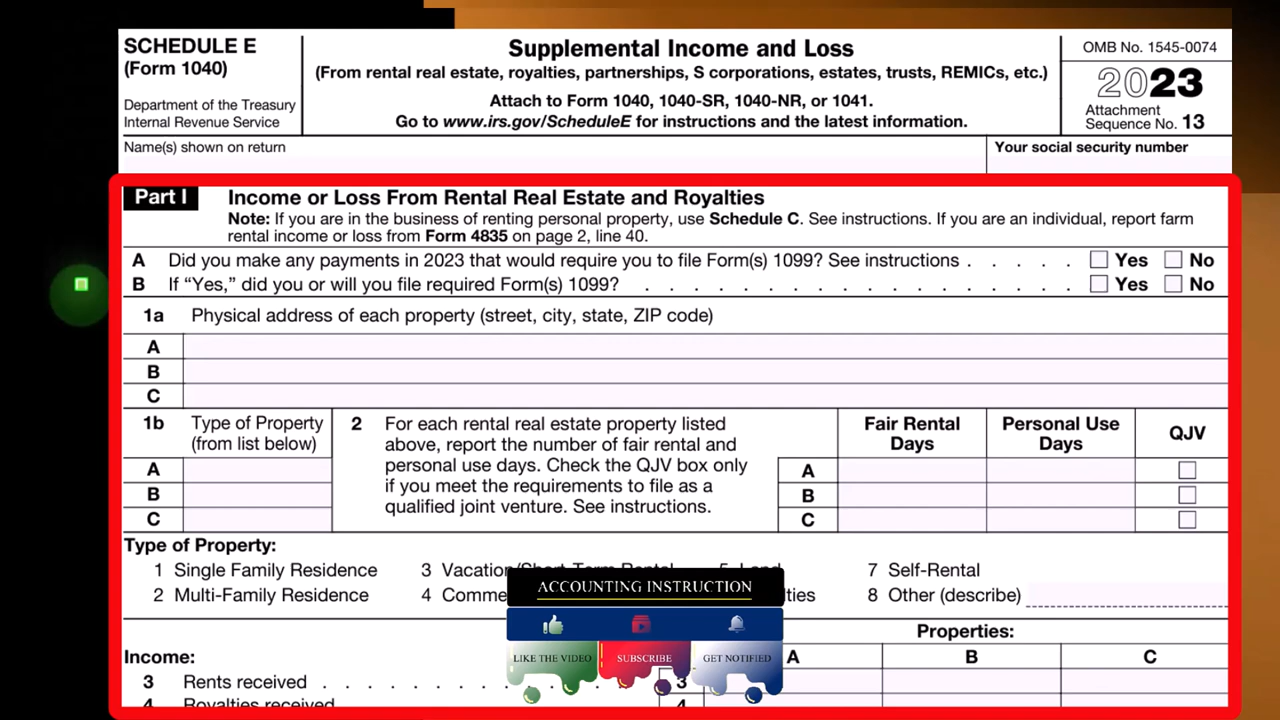 SCHEDULE E
(Form 1040)
Department of the Treasury
Internal Revenue Service
Supplemental Income and Loss
(From rental real estate, royalties, partnerships, S corporations, estates, trusts, REMICs, etc.)
Attach to Form 1040, 1040-SR, 1040-NR, or 1041.
Go to www.irs.gov/ScheduleE for instructions and the latest information.
OMB No. 1545-0074
2023
Attachment
Sequence No. 13
Name(s) shown on return
Your social security number
Part I Income or Loss From Rental Real Estate and Royalties
Note: If you are in the business of renting personal property, use Schedule C. See instructions. If you are an individual, report farm
rental income or loss from Form 4835 on page 2, line 40.
A Did you make any payments in 2023 that would require you to file Form(s) 1099? See instructions . . . . . Yes No
B If “Yes,” did you or will you file required Form(s) 1099? . . . . . . . . . . . . . . . . . Yes No
1a Physical address of each property (street, city, state, ZIP code)
A
B
C
1b Type of Property
(from list below)
A
B
C
2 For each rental real estate property listed
above, report the number of fair rental and
personal use days. Check the QJV box only
if you meet the requirements to file as a
qualified joint venture. See instructions.
Fair Rental
Days
Personal Use
Days
QJV
A
B
C
Type of Property:
1 Single Family Residence 3 Vacation/Short-Term Rental 5 Land 7 Self-Rental
2 Multi-Family Residence 4 8 Other (describe)
ACCOUNTING INSTRUCTION
LIKE THE VIDEO SUBSCRIBE GET NOTIFIED
Properties:
Income: A B C
3 Rents received . . . . . . . . . . . . 3
4 Royalties received 4